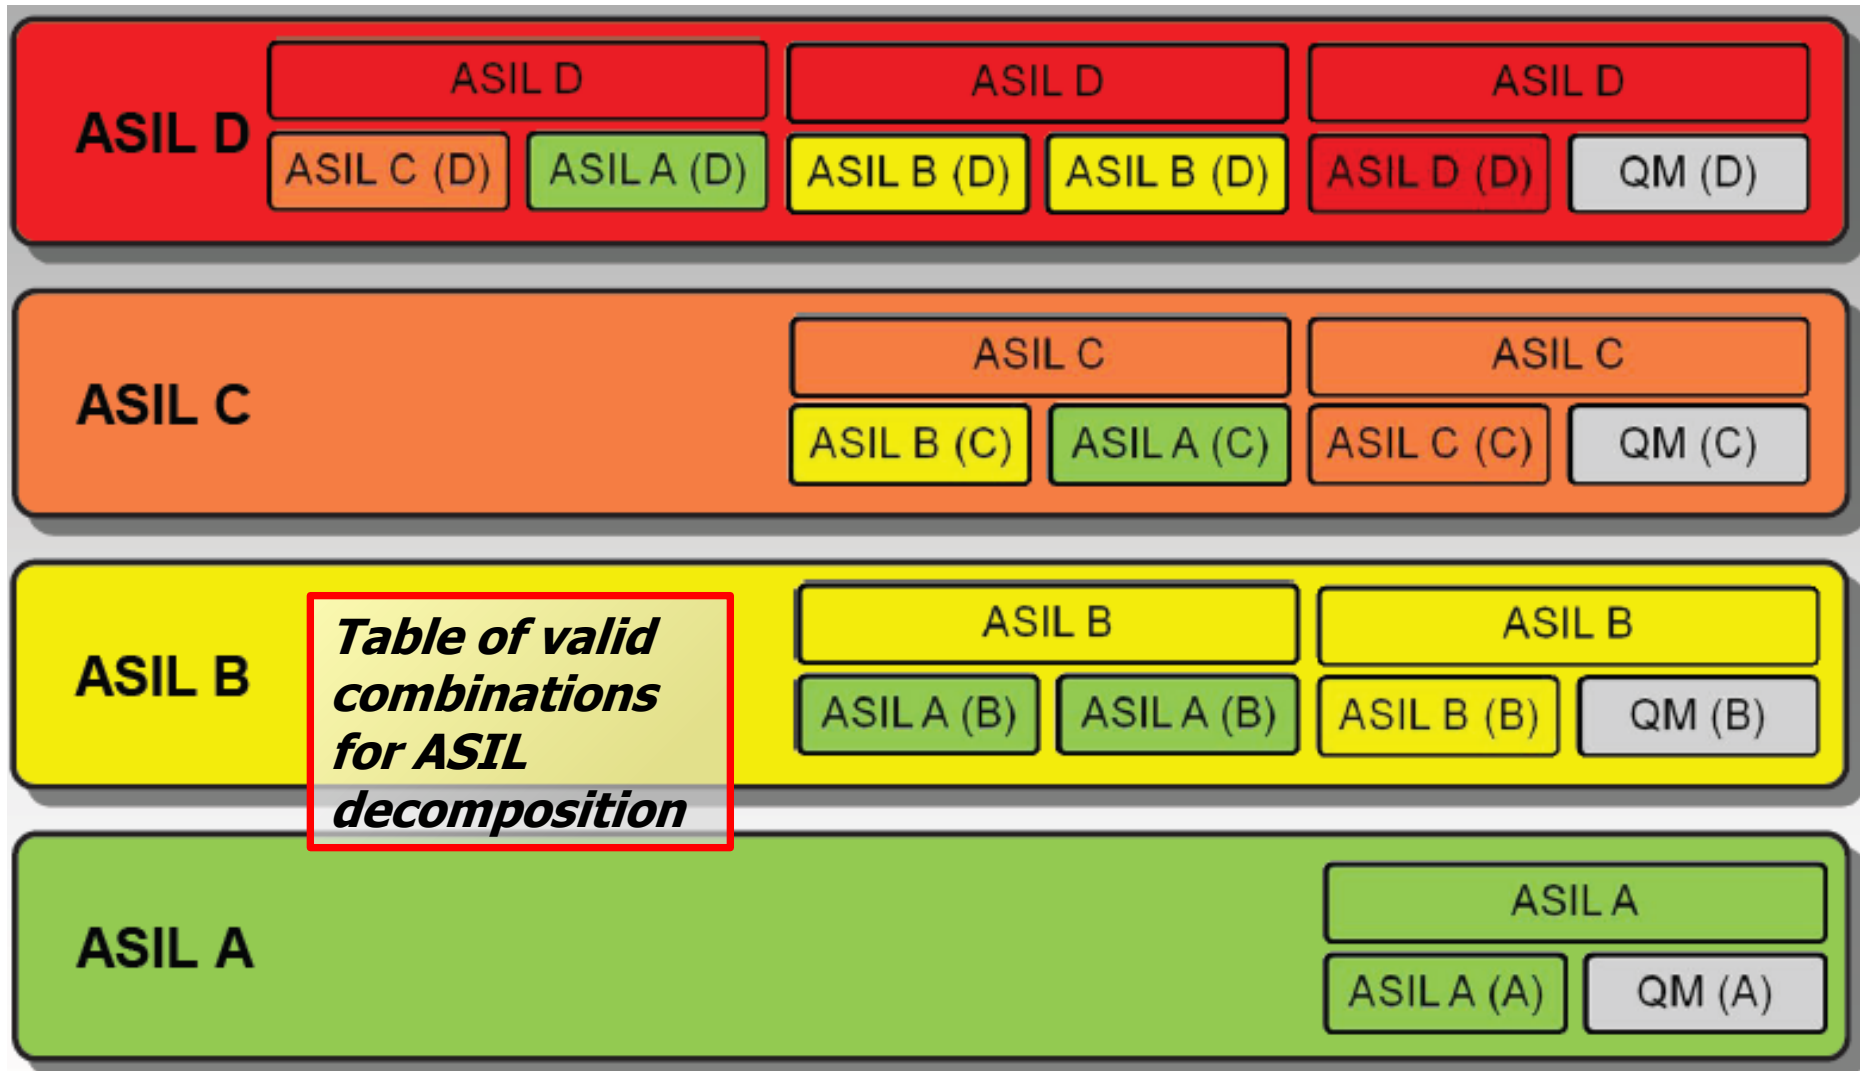 ASIL D
ASIL D ASIL D ASIL D
ASIL C (D) ASIL A (D) ASIL B (D) ASIL B (D) ASIL D (D) QM (D)
ASIL C
ASIL C ASIL C
ASIL B (C) ASIL A (C) ASIL C (C) QM (C)
ASIL B
Table of valid
combinations
for ASIL
decomposition
ASIL B ASIL B
ASIL A (B) ASIL A (B) ASIL B (B) QM (B)
ASIL A
ASIL A
ASIL A (A) QM (A)